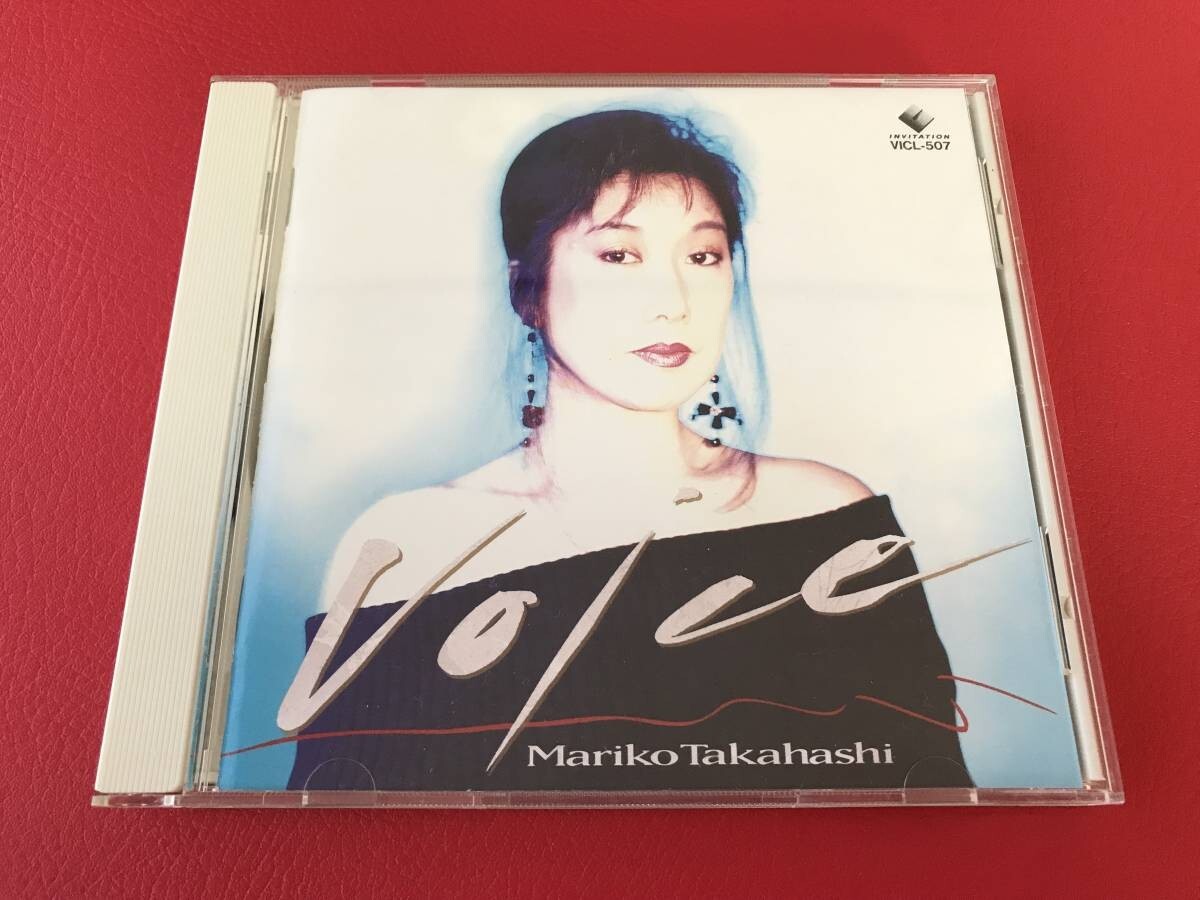 INVITATION
VICL-507
Voice
Mariko Takahashi